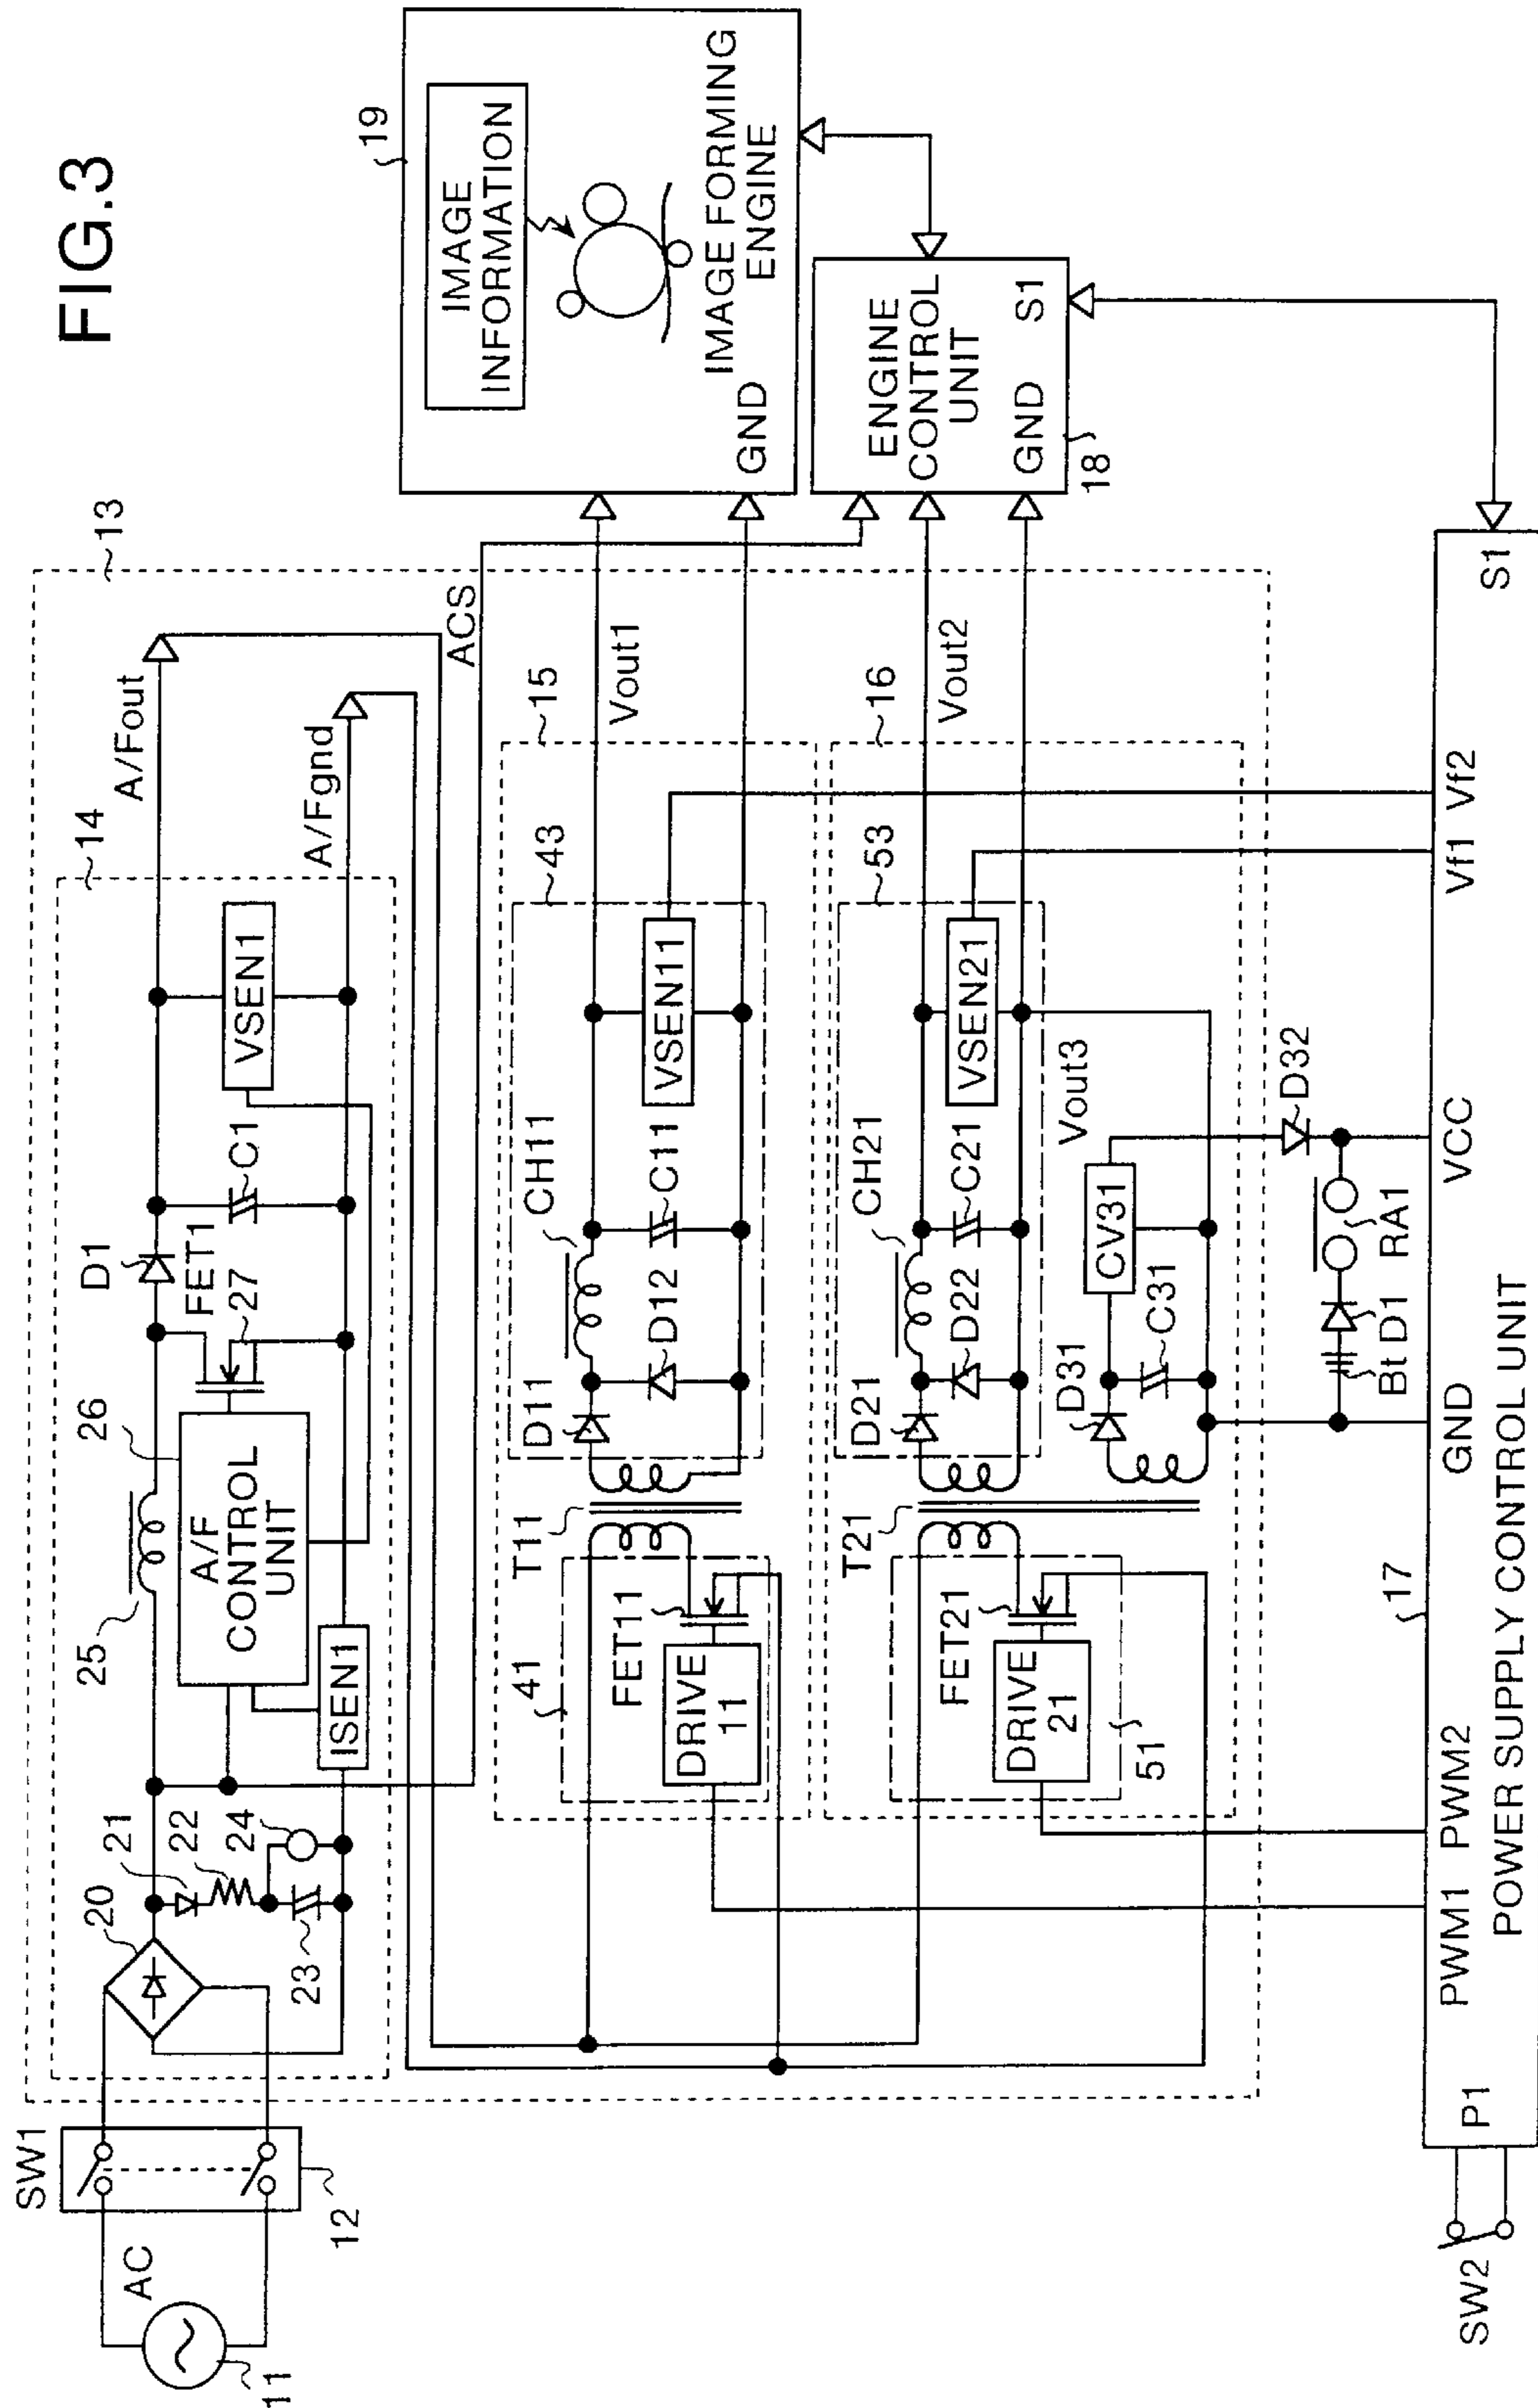 FIG.3
SW1
AC
11
12
13
14
20
21
22
23
24
25
26
A/F
CONTROL
UNIT
ISEN1
FET1
27
D1
C1
VSEN1
A/Fout
A/Fgnd
ACS
19
IMAGE
INFORMATION
IMAGE FORMING
ENGINE
GND
15
41
DRIVE
11
FET11
T11
D11
D12
CH11
C11
43
VSEN11
Vout1
16
51
DRIVE
21
FET21
T21
D21
D22
CH21
C21
53
VSEN21
Vout2
D31
C31
CV31
Vout3
D32
ENGINE
CONTROL
UNIT
GND
S1
18
Bt
D1
RA1
SW2
P1
PWM1
PWM2
GND
VCC
Vf1
Vf2
S1
17
POWER SUPPLY CONTROL UNIT